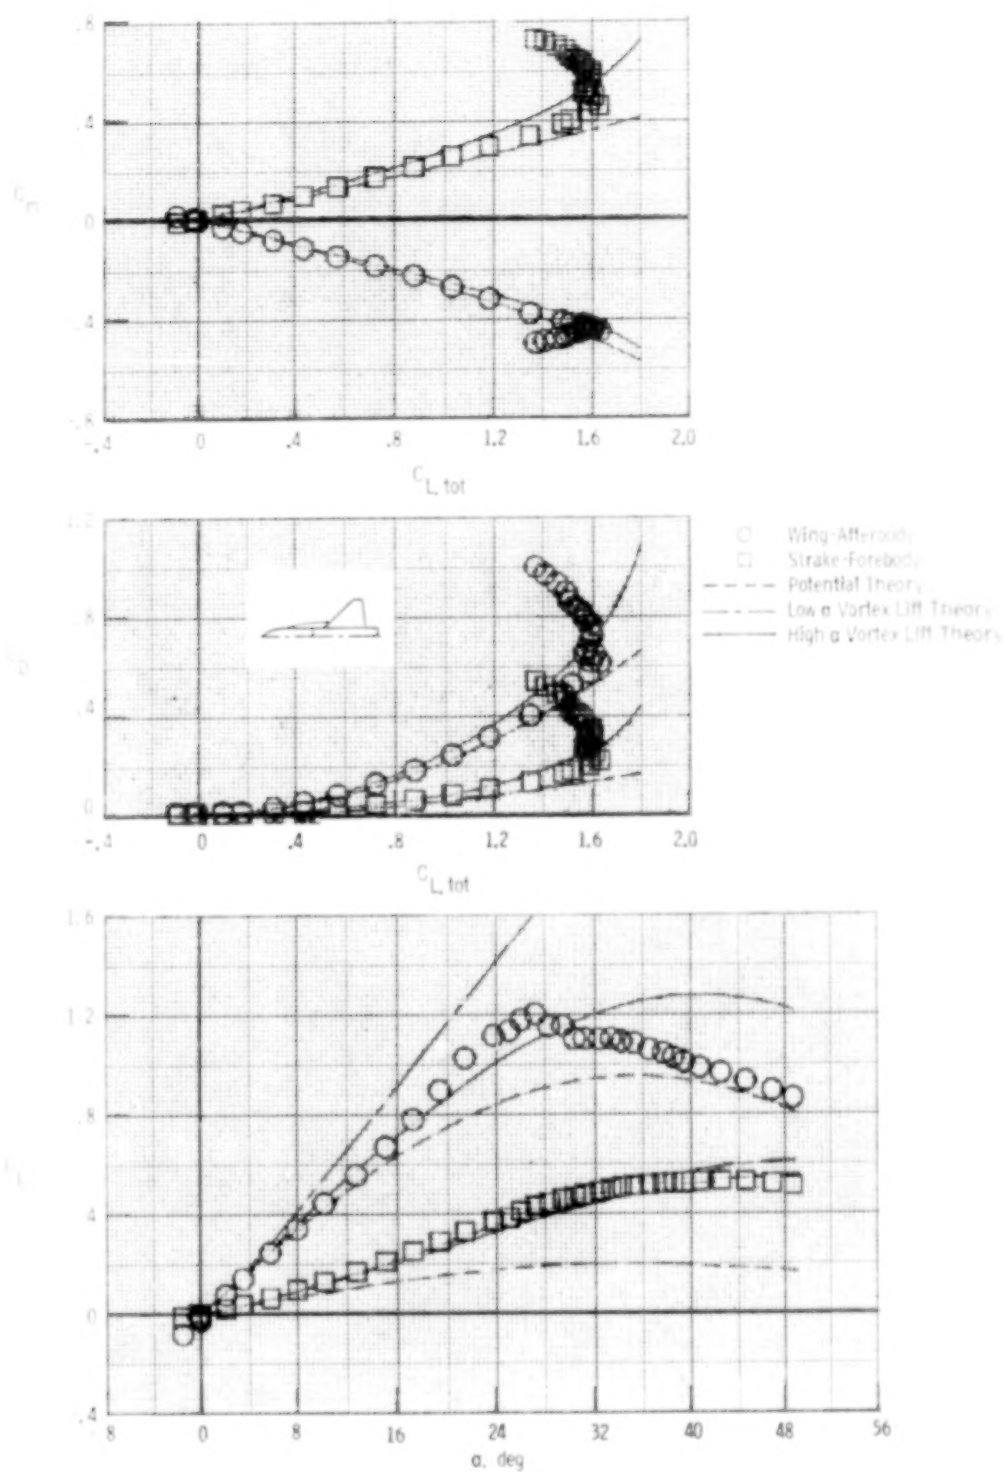 .8
.4
C_m
0
-.4
-.8
-.4 0 .4 .8 1.2 1.6 2.0
C_L, tot
.8
.4
0
-.4 0 .4 .8 1.2 1.6 2.0
C_L, tot
Wing-Afterbody
Strake-Forebody
Potential Theory
Low α Vortex Lift Theory
High α Vortex Lift Theory
1.6
1.2
.8
.4
0
8 0 8 16 24 32 40 48 56
α, deg